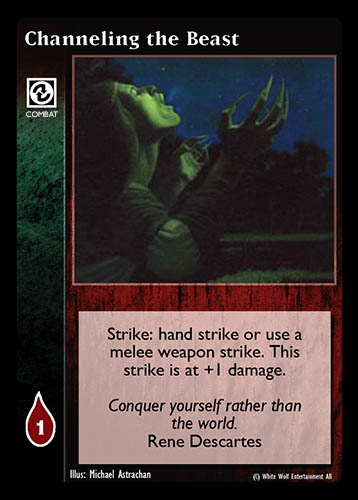 Channeling the Beast
COMBAT
Strike: hand strike or use a
melee weapon strike. This
strike is at +1 damage.
Conquer yourself rather than
the world.
Rene Descartes
1
Illus: Michael Astrachan
(C) White Wolf Entertainment AB